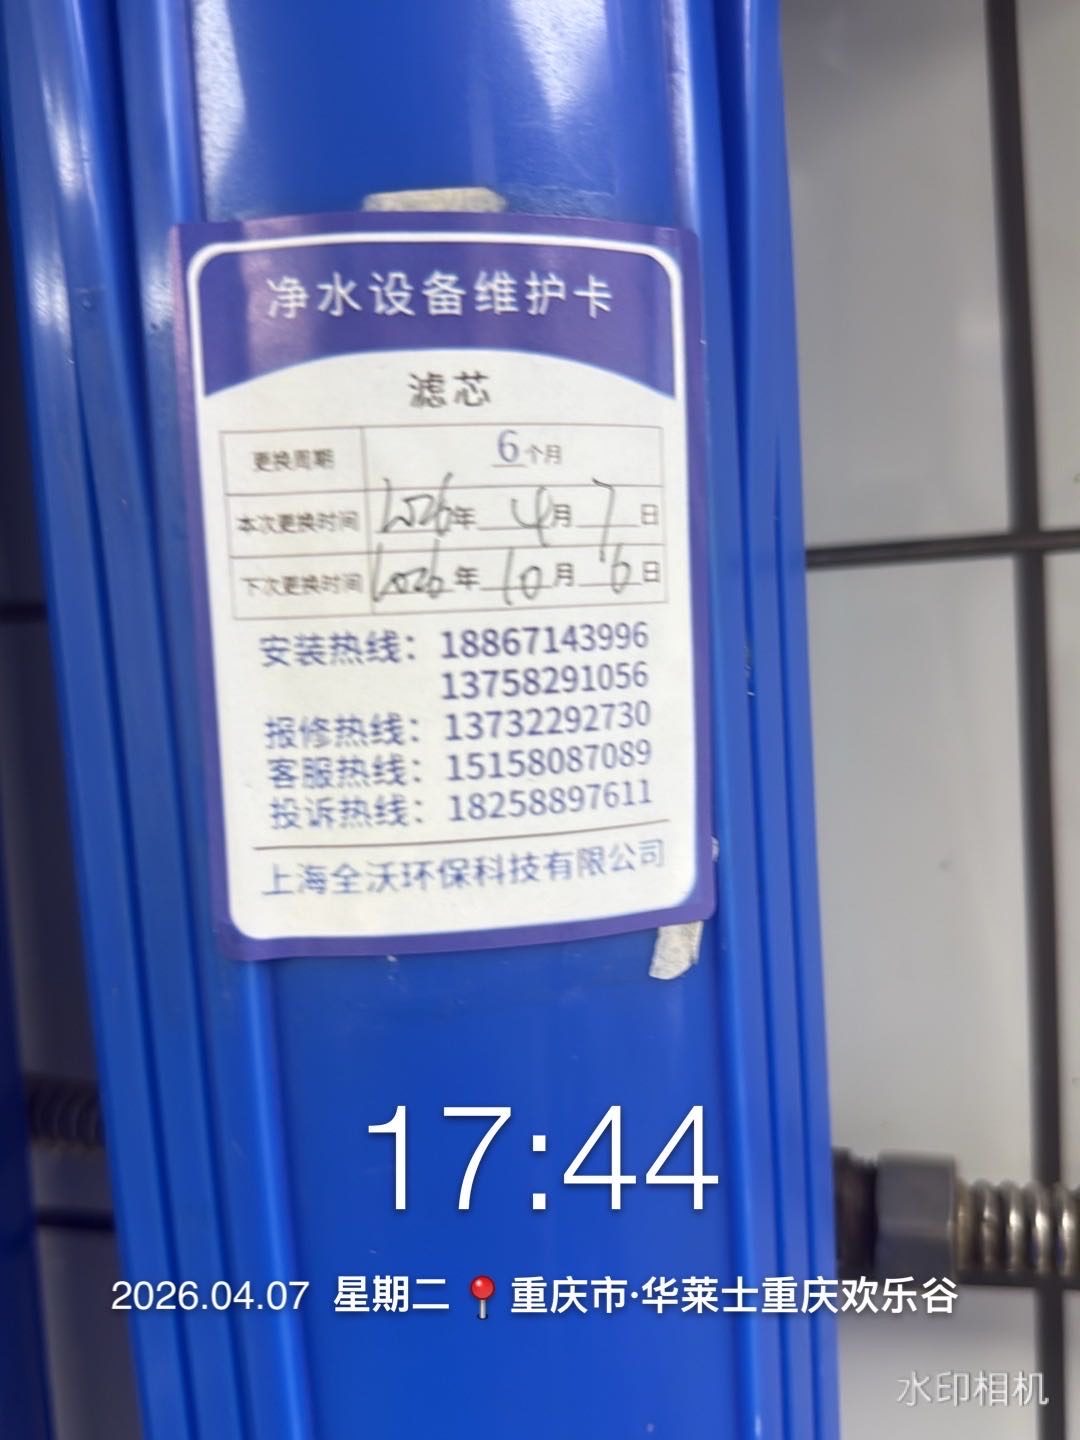 净水设备维护卡
滤芯
更换周期 6个月
本次更换时间 2026年4月7日
下次更换时间 2026年10月6日
安装热线：18867143996
13758291056
报修热线：13732292730
客服热线：15158087089
投诉热线：18258897611
上海全沃环保科技有限公司
17:44
2026.04.07 星期二 📍重庆市·华莱士重庆欢乐谷
水印相机